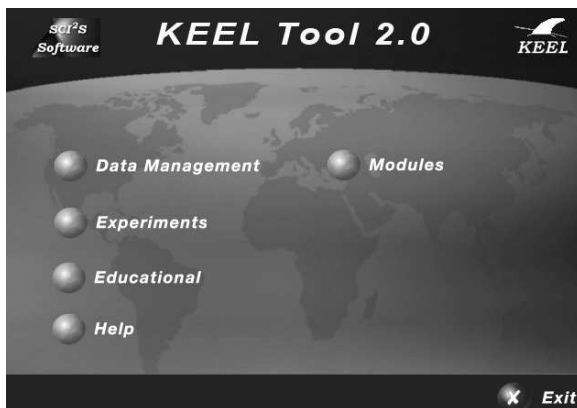 SCI²S
Software
KEEL Tool 2.0
KEEL
Data Management
Modules
Experiments
Educational
Help
Exit